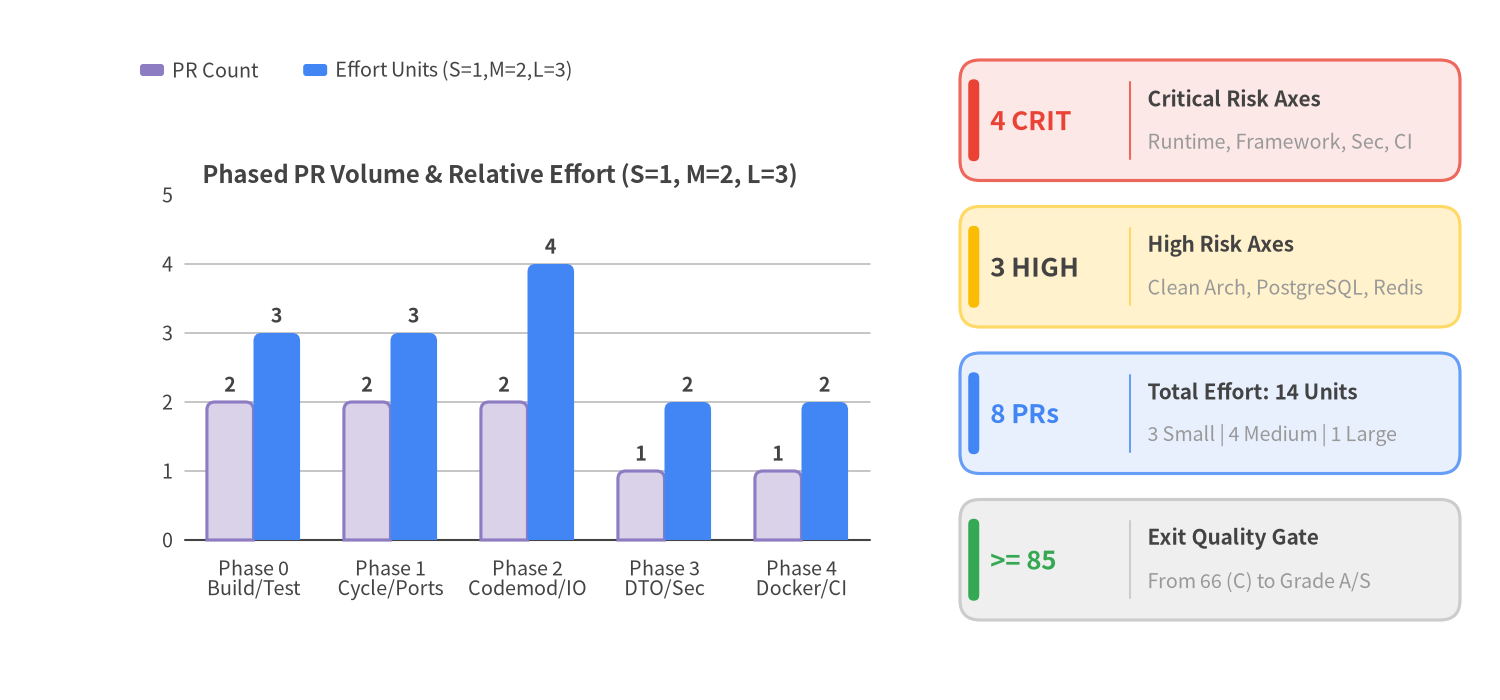 PR Count
Effort Units (S=1,M=2,L=3)
Phased PR Volume & Relative Effort (S=1, M=2, L=3)
5
4
3
2
1
0
2
3
2
3
2
4
1
2
1
2
Phase 0
Build/Test
Phase 1
Cycle/Ports
Phase 2
Codemod/IO
Phase 3
DTO/Sec
Phase 4
Docker/CI
4 CRIT
Critical Risk Axes
Runtime, Framework, Sec, CI
3 HIGH
High Risk Axes
Clean Arch, PostgreSQL, Redis
8 PRs
Total Effort: 14 Units
3 Small | 4 Medium | 1 Large
>= 85
Exit Quality Gate
From 66 (C) to Grade A/S